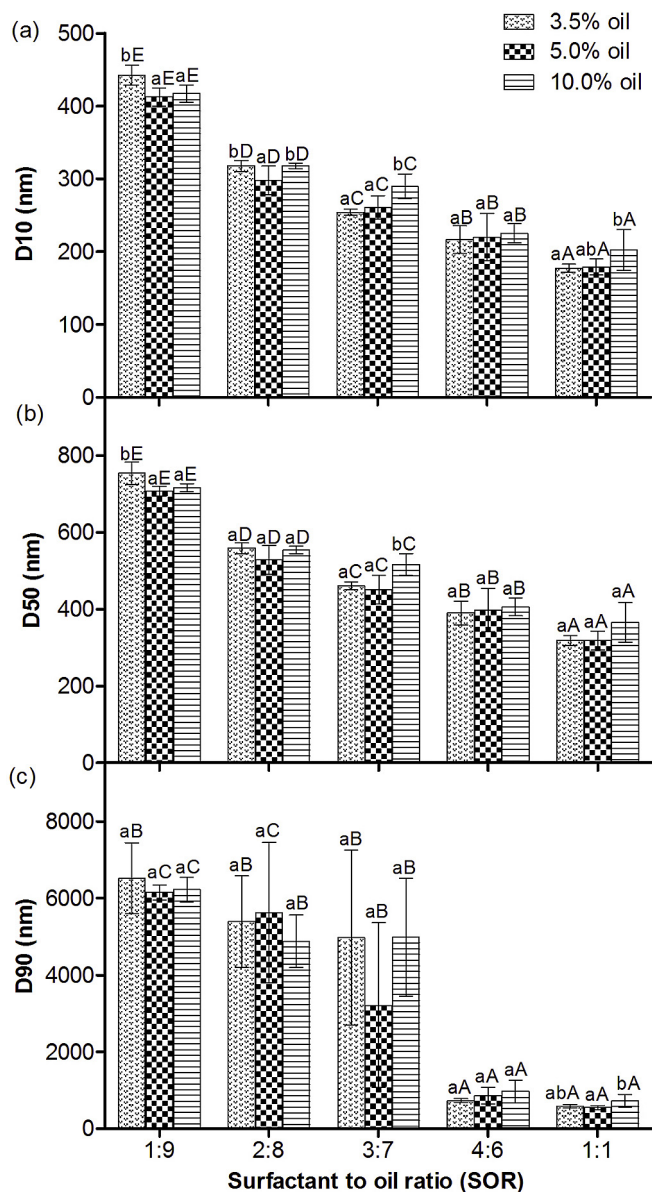 (a)
3.5% oil
5.0% oil
10.0% oil
D10 (nm)
500
400
300
200
100
0
bE aE aE
bD aD bD
aC aC bC
aB aB aB
aA abA bA
(b)
D50 (nm)
800
600
400
200
0
bE aE aE
aD aD aD
aC aC bC
aB aB aB
aA aA aA
(c)
D90 (nm)
8000
6000
4000
2000
0
aB aC aC
aB aC aB
aB aB aB
aA aA aA
abA aA bA
1:9 2:8 3:7 4:6 1:1
Surfactant to oil ratio (SOR)